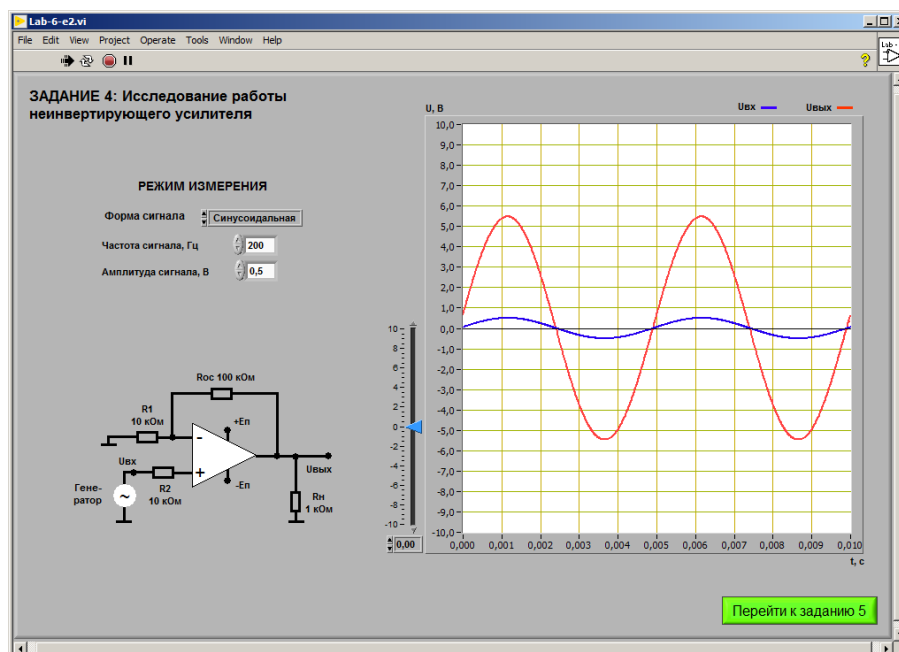 Lab-6-e2.vi
File Edit View Project Operate Tools Window Help
Lab -
ЗАДАНИЕ 4: Исследование работы
неинвертирующего усилителя
РЕЖИМ ИЗМЕРЕНИЯ
Форма сигнала Синусоидальная
Частота сигнала, Гц 200
Амплитуда сигнала, В 0,5
Rос 100 кОм
R1
10 кОм
+Еп
-
Uвх
+
Uвых
Гене-
ратор
~
R2
10 кОм
-Еп
Rн
1 кОм
10
8
6
4
2
0
-2
-4
-6
-8
-10
0,00
U, В
Uвх Uвых
10,0
9,0
8,0
7,0
6,0
5,0
4,0
3,0
2,0
1,0
0,0
-1,0
-2,0
-3,0
-4,0
-5,0
-6,0
-7,0
-8,0
-9,0
-10,0
0,000 0,001 0,002 0,003 0,004 0,005 0,006 0,007 0,008 0,009 0,010
t, с
Перейти к заданию 5